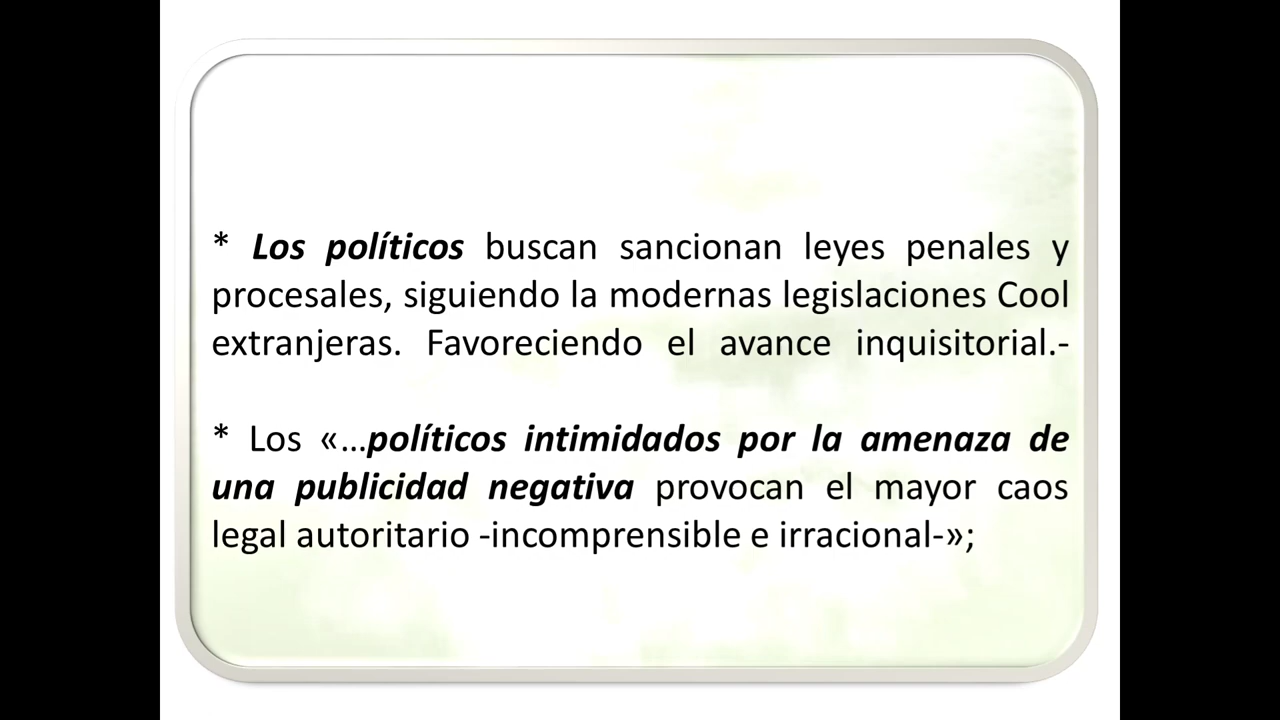 * Los políticos buscan sancionan leyes penales y
procesales, siguiendo la modernas legislaciones Cool
extranjeras. Favoreciendo el avance inquisitorial.-
* Los «…políticos intimidados por la amenaza de
una publicidad negativa provocan el mayor caos
legal autoritario -incomprensible e irracional-»;